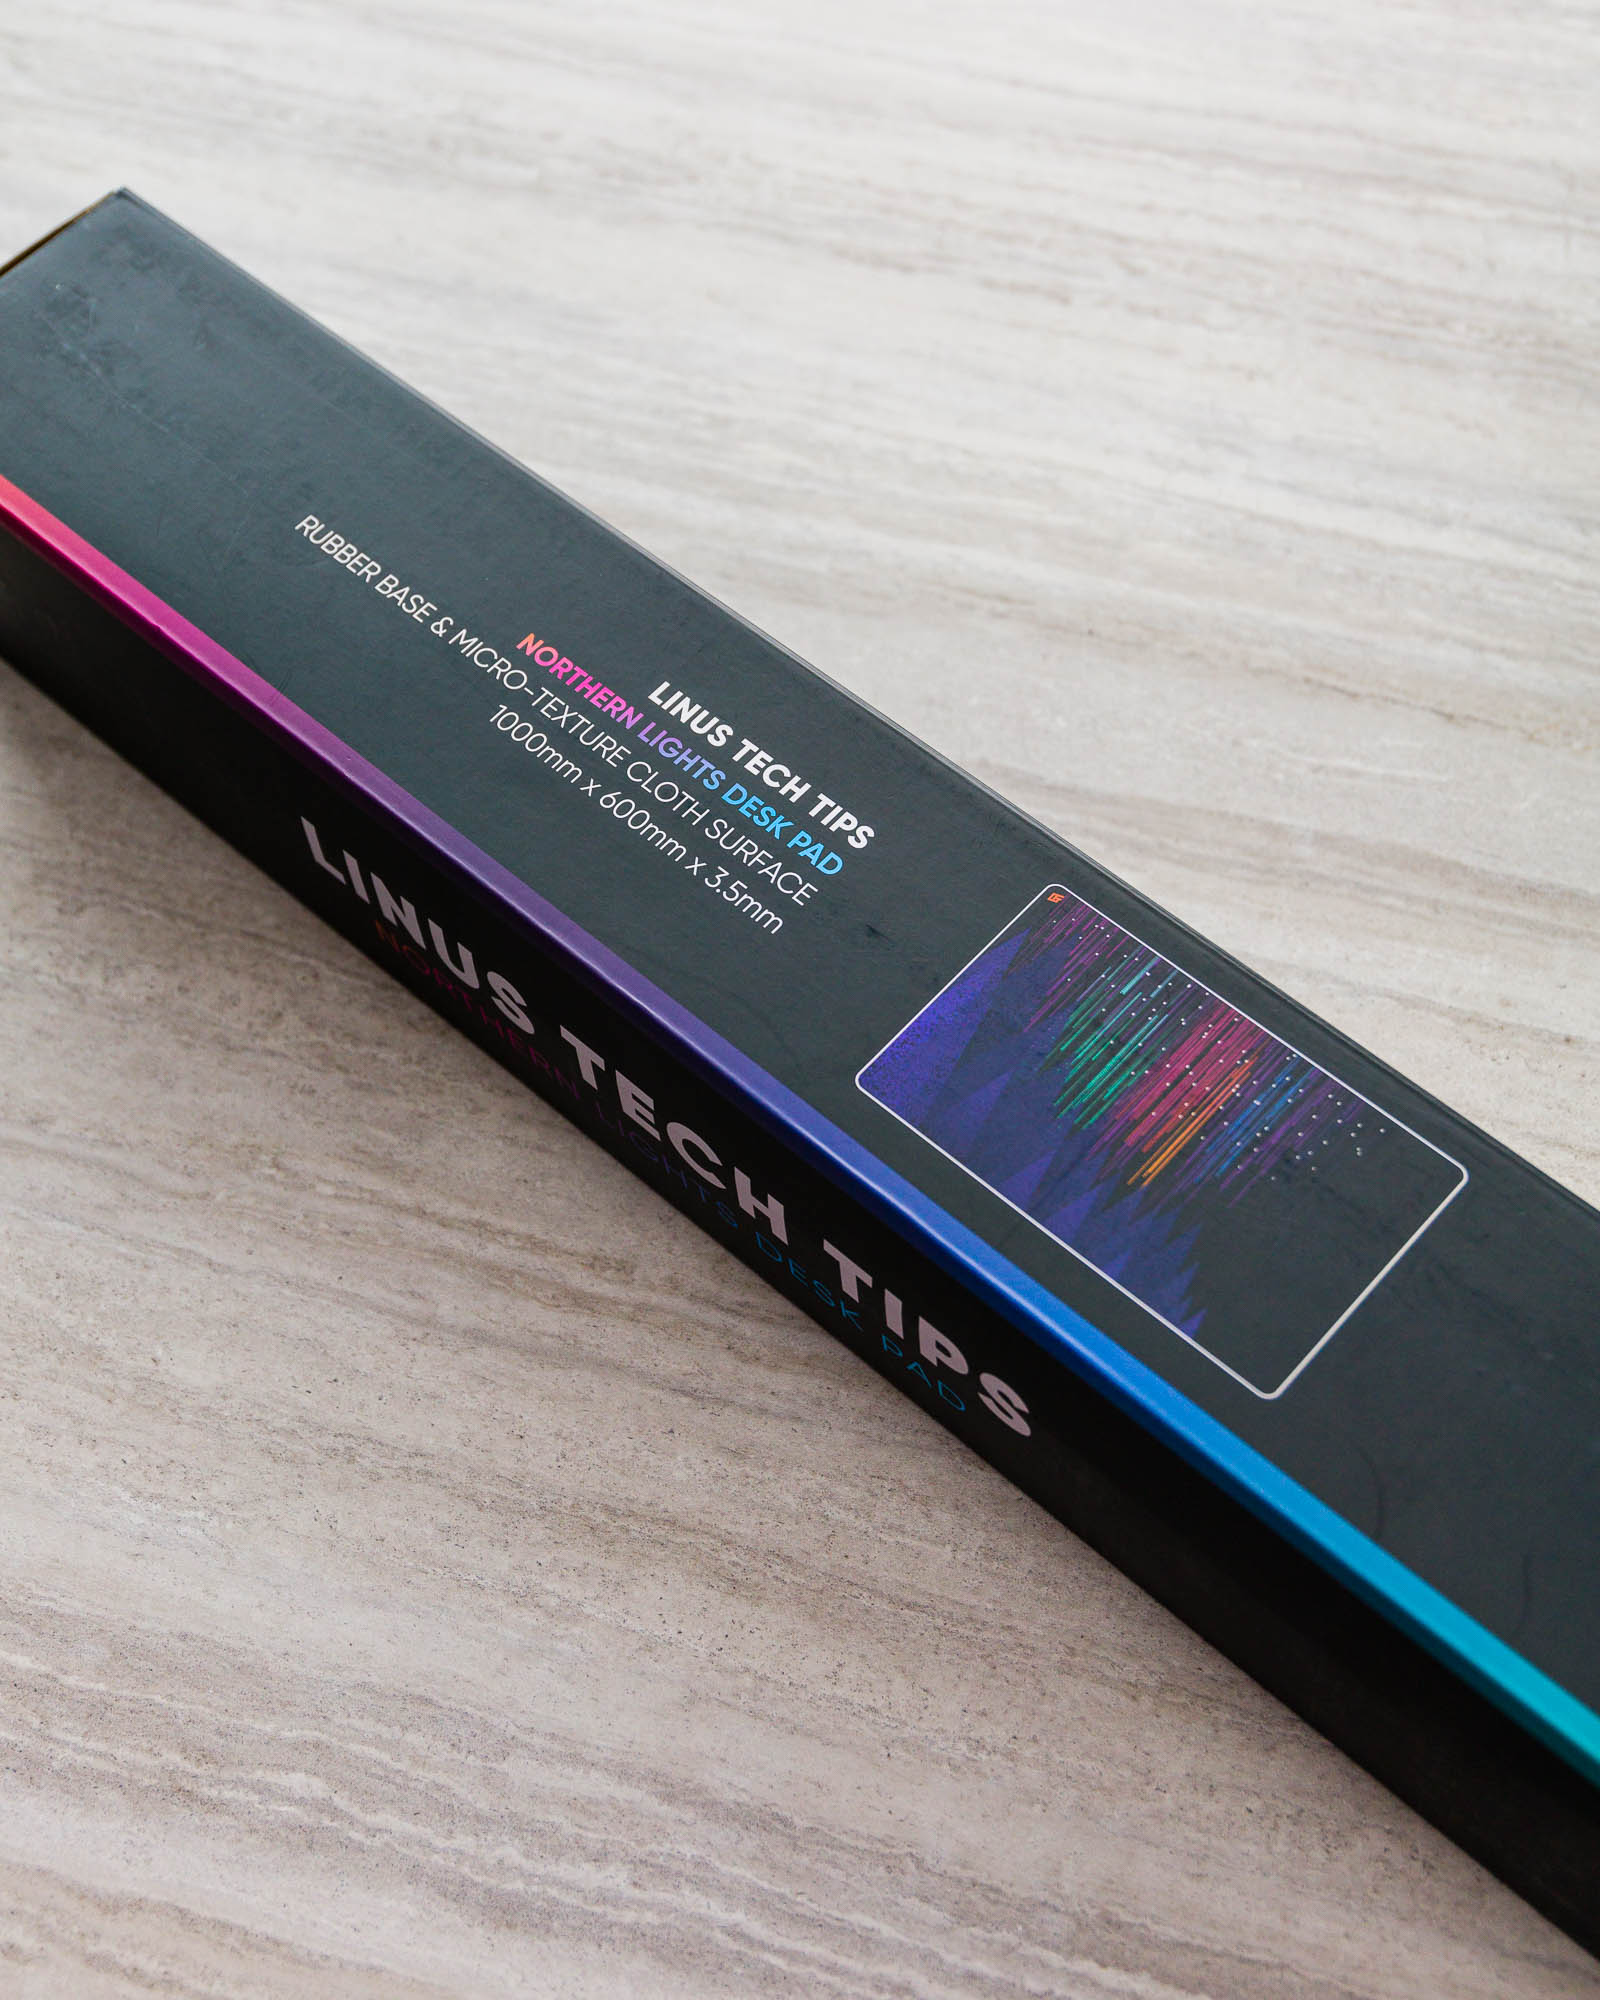 LINUS TECH TIPS
NORTHERN LIGHTS DESK PAD
RUBBER BASE & MICRO-TEXTURE CLOTH SURFACE
1000mm x 600mm x 3.5mm
LINUS TECH TIPS
NORTHERN LIGHTS DESK PAD